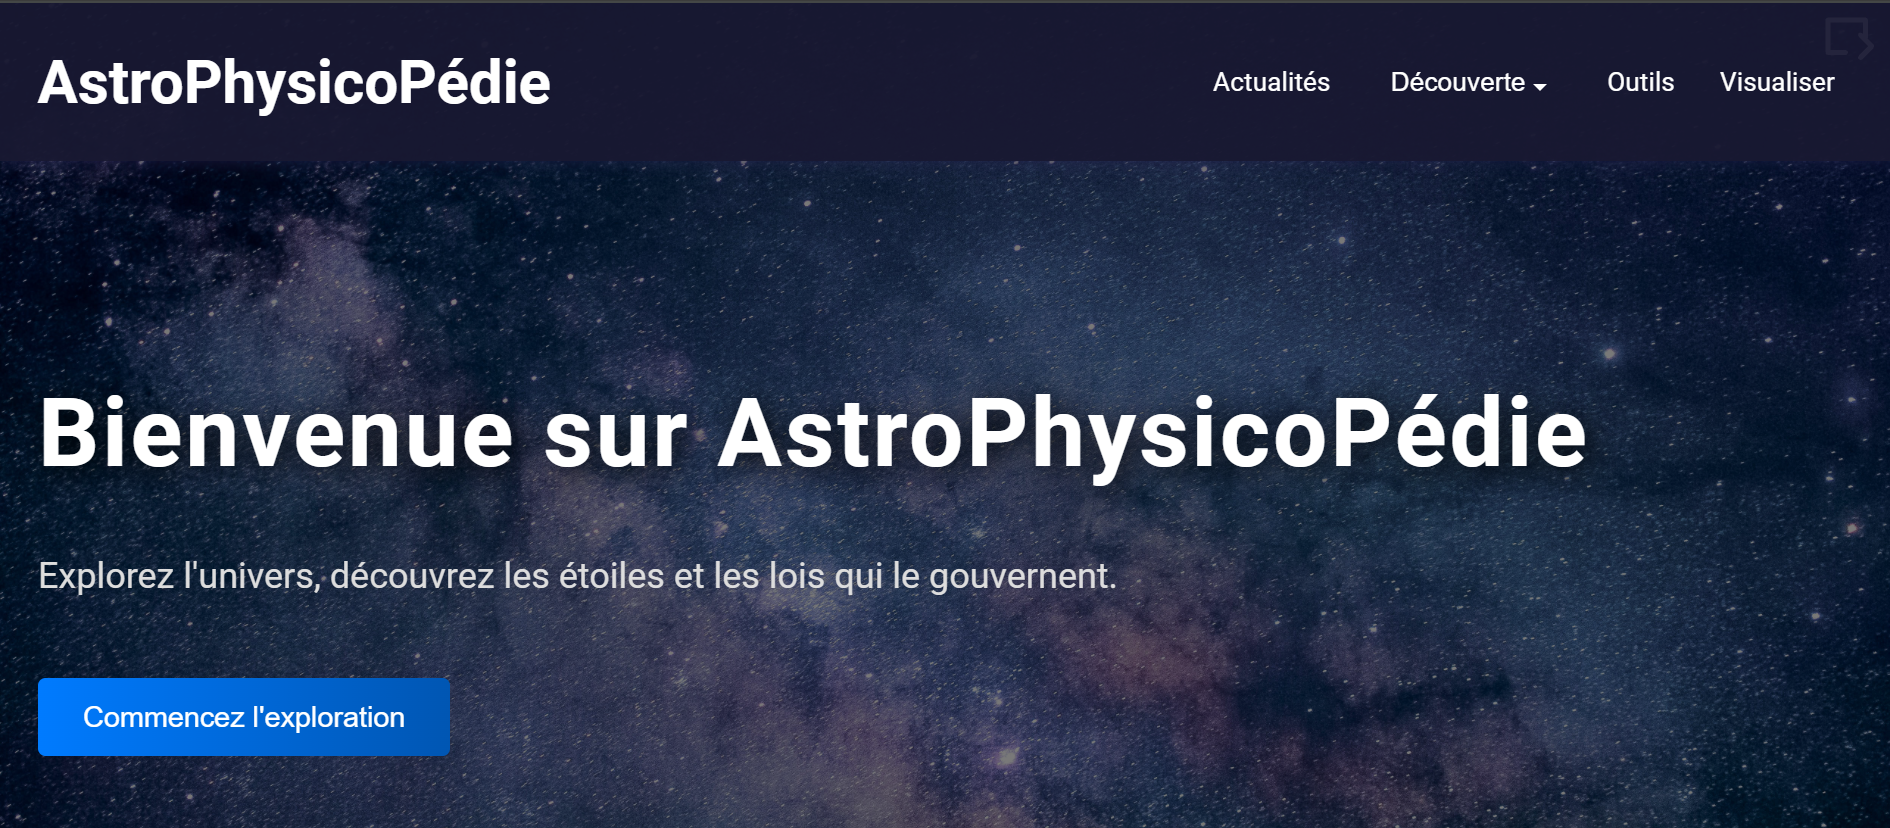 AstroPhysicoPédie
Actualités Découverte Outils Visualiser
Bienvenue sur AstroPhysicoPédie
Explorez l'univers, découvrez les étoiles et les lois qui le gouvernent.
Commencez l'exploration